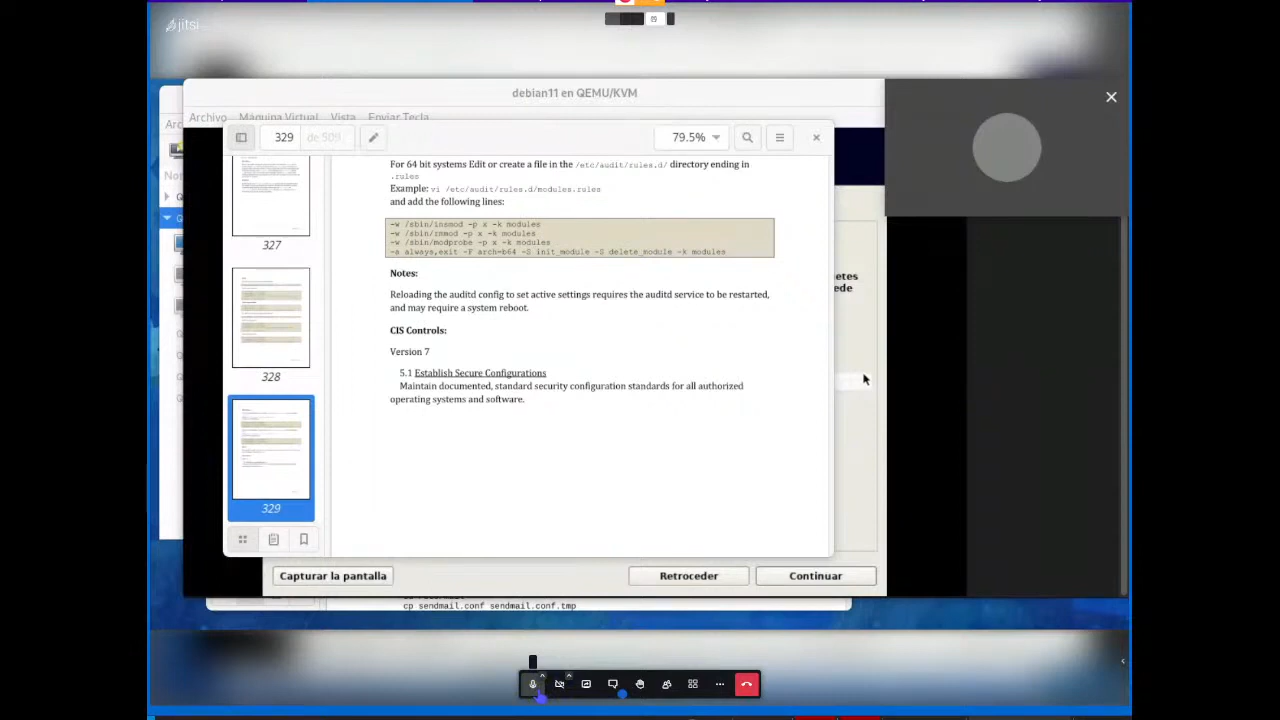 jitsi
debian11 en QEMU/KVM
Archivo Máquina Virtual Vista Enviar Tecla
Arc
329 de 509
79.5%
For 64 bit systems Edit or create a file in the /etc/audit/rules.d/ directory ending in
.rules
Example: vi /etc/audit/rules.d/modules.rules
and add the following lines:
-w /sbin/insmod -p x -k modules
-w /sbin/rmmod -p x -k modules
-w /sbin/modprobe -p x -k modules
-a always,exit -F arch=b64 -S init_module -S delete_module -k modules
Notes:
Reloading the auditd config to set active settings requires the auditd service to be restarted,
and may require a system reboot.
CIS Controls:
Version 7
5.1 Establish Secure Configurations
Maintain documented, standard security configuration standards for all authorized
operating systems and software.
327
328
329
Nor
etes
ede
Capturar la pantalla
Retroceder
Continuar
cp sendmail.conf sendmail.conf.tmp